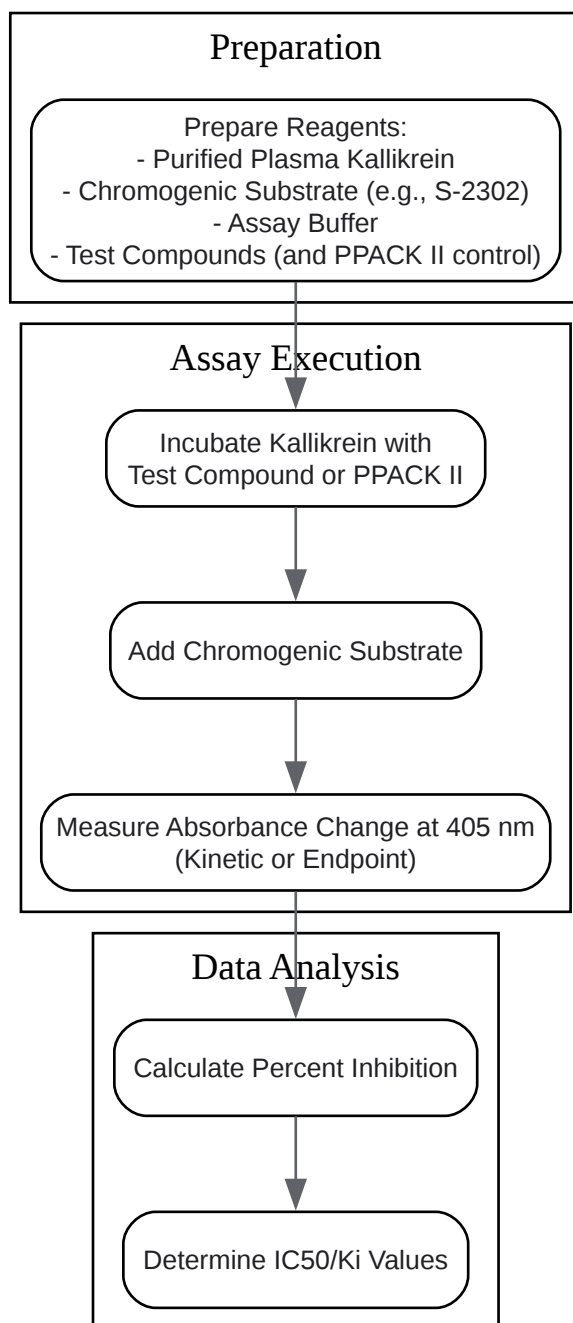 Preparation
Prepare Reagents:
- Purified Plasma Kallikrein
- Chromogenic Substrate (e.g., S-2302)
- Assay Buffer
- Test Compounds (and PPACK II control)
Assay Execution
Incubate Kallikrein with
Test Compound or PPACK II
Add Chromogenic Substrate
Measure Absorbance Change at 405 nm
(Kinetic or Endpoint)
Data Analysis
Calculate Percent Inhibition
Determine IC50/Ki Values